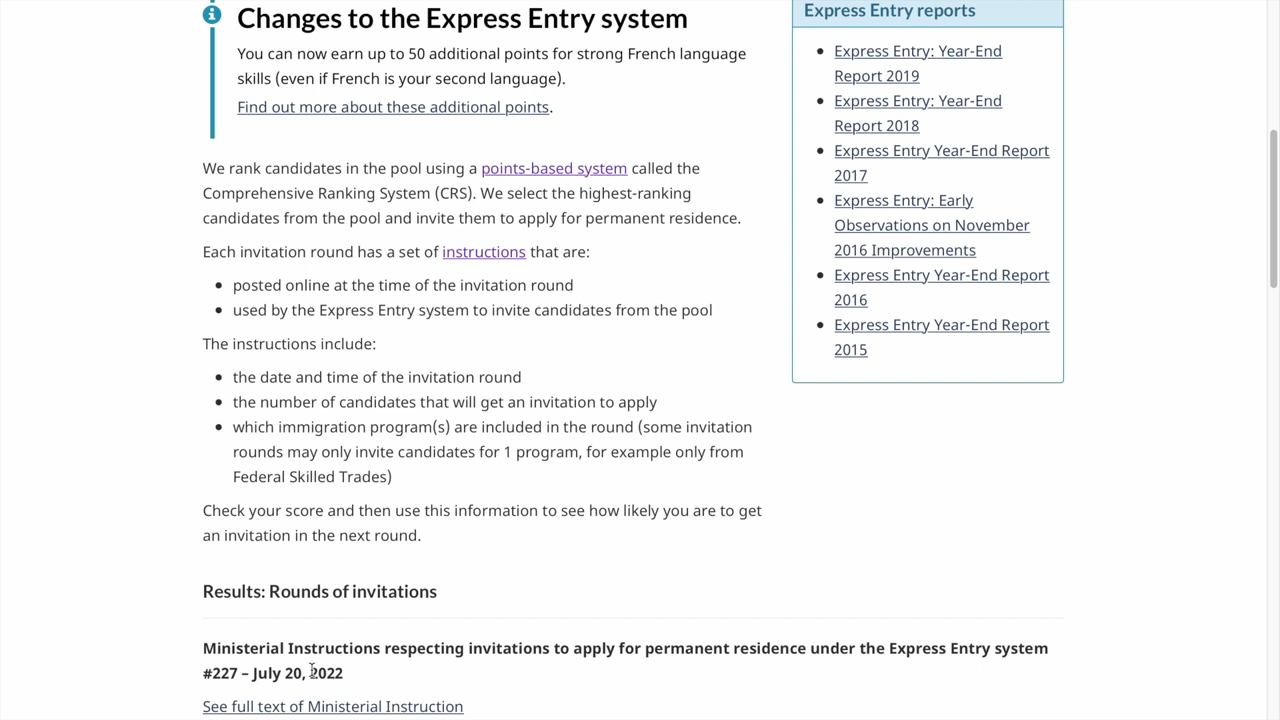 Changes to the Express Entry system
You can now earn up to 50 additional points for strong French language
skills (even if French is your second language).
Find out more about these additional points.
We rank candidates in the pool using a points-based system called the
Comprehensive Ranking System (CRS). We select the highest-ranking
candidates from the pool and invite them to apply for permanent residence.
Each invitation round has a set of instructions that are:
• posted online at the time of the invitation round
• used by the Express Entry system to invite candidates from the pool
The instructions include:
• the date and time of the invitation round
• the number of candidates that will get an invitation to apply
• which immigration program(s) are included in the round (some invitation
rounds may only invite candidates for 1 program, for example only from
Federal Skilled Trades)
Check your score and then use this information to see how likely you are to get
an invitation in the next round.
Express Entry reports
• Express Entry: Year-End
Report 2019
• Express Entry: Year-End
Report 2018
• Express Entry Year-End Report
2017
• Express Entry: Early
Observations on November
2016 Improvements
• Express Entry Year-End Report
2016
• Express Entry Year-End Report
2015
Results: Rounds of invitations
Ministerial Instructions respecting invitations to apply for permanent residence under the Express Entry system
#227 – July 20, 2022
See full text of Ministerial Instruction